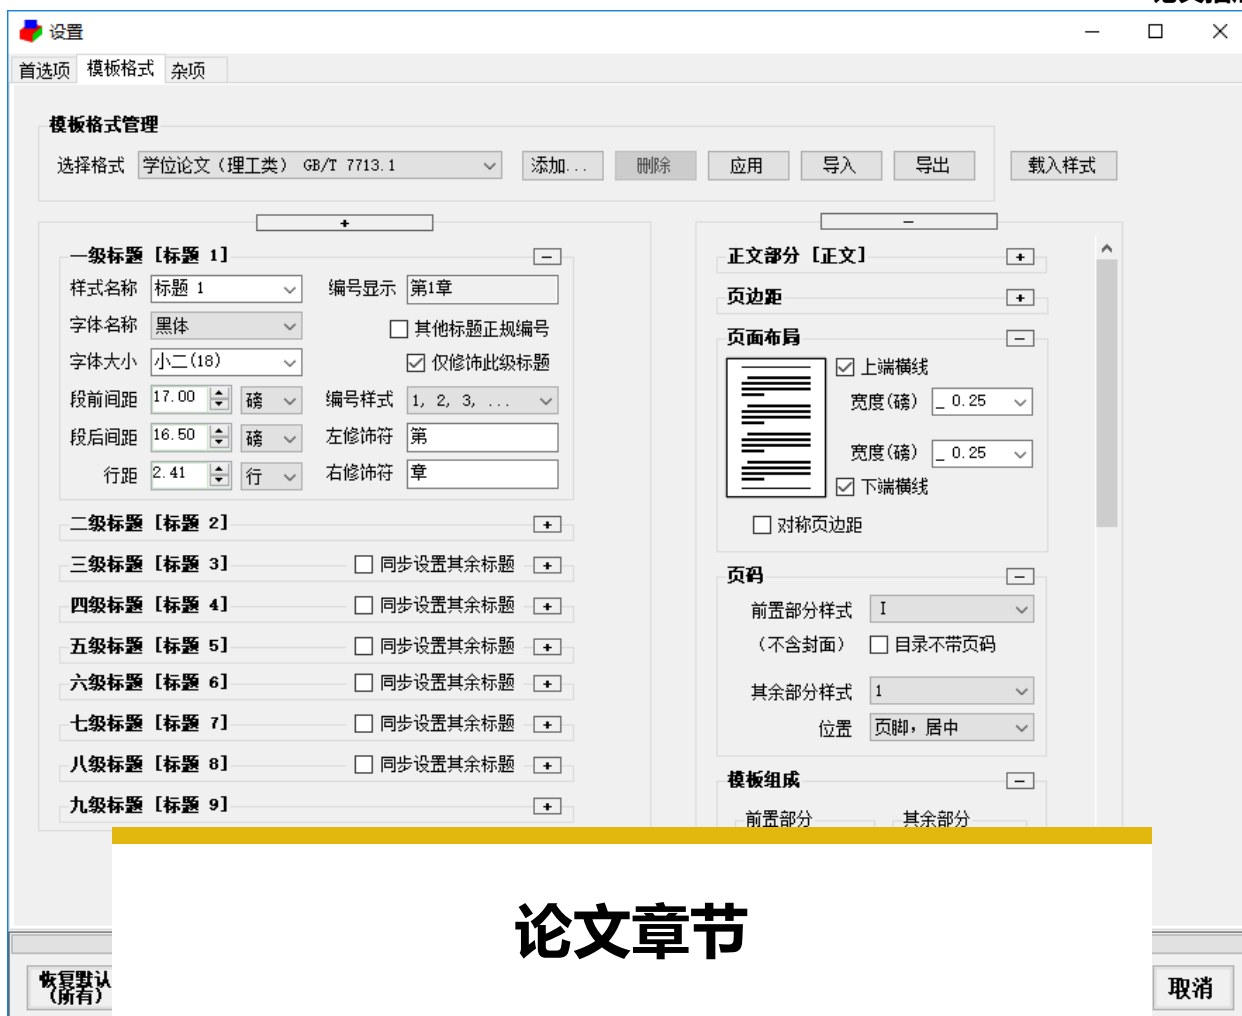 设置
首选项 模板格式 杂项
模板格式管理
选择格式 学位论文（理工类） GB/T 7713.1 添加... 删除 应用 导入 导出 载入样式
+ −
一级标题 [标题 1] −
样式名称 标题 1 编号显示 第1章
字体名称 黑体 其他标题正规编号
字体大小 小二(18) 仅修饰此级标题
段前间距 17.00 磅 编号样式 1, 2, 3, ...
段后间距 16.50 磅 左修饰符 第
行距 2.41 行 右修饰符 章
二级标题 [标题 2] +
三级标题 [标题 3] 同步设置其余标题 +
四级标题 [标题 4] 同步设置其余标题 +
五级标题 [标题 5] 同步设置其余标题 +
六级标题 [标题 6] 同步设置其余标题 +
七级标题 [标题 7] 同步设置其余标题 +
八级标题 [标题 8] 同步设置其余标题 +
九级标题 [标题 9] +
正文部分 [正文] +
页边距 +
页面布局 −
上端横线
宽度(磅) _ 0.25
宽度(磅) _ 0.25
下端横线
对称页边距
页码 −
前置部分样式 I
（不含封面） 目录不带页码
其余部分样式 1
位置 页脚，居中
模板组成 −
前置部分 其余部分
论文章节
恢复默认
(所有)
取消